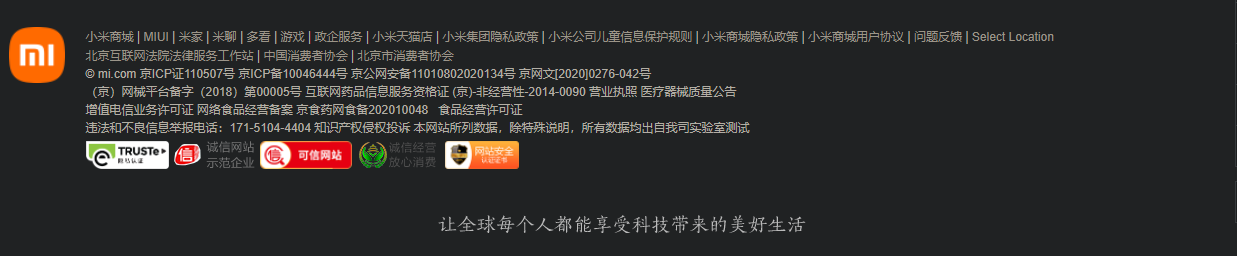 小米商城 | MIUI | 米家 | 米聊 | 多看 | 游戏 | 政企服务 | 小米天猫店 | 小米集团隐私政策 | 小米公司儿童信息保护规则 | 小米商城隐私政策 | 小米商城用户协议 | 问题反馈 | Select Location
北京互联网法院法律服务工作站 | 中国消费者协会 | 北京市消费者协会
© mi.com 京ICP证110507号 京ICP备10046444号 京公网安备11010802020134号 京网文[2020]0276-042号
（京）网械平台备字（2018）第00005号 互联网药品信息服务资格证 (京)-非经营性-2014-0090 营业执照 医疗器械质量公告
增值电信业务许可证 网络食品经营备案 京食药网食备202010048 食品经营许可证
违法和不良信息举报电话：171-5104-4404 知识产权侵权投诉 本网站所列数据，除特殊说明，所有数据均出自我司实验室测试
TRUSTe
网站认证
信
诚信网站
示范企业
信
可信网站
诚信经营
放心消费
网站安全
认证证书
让全球每个人都能享受科技带来的美好生活